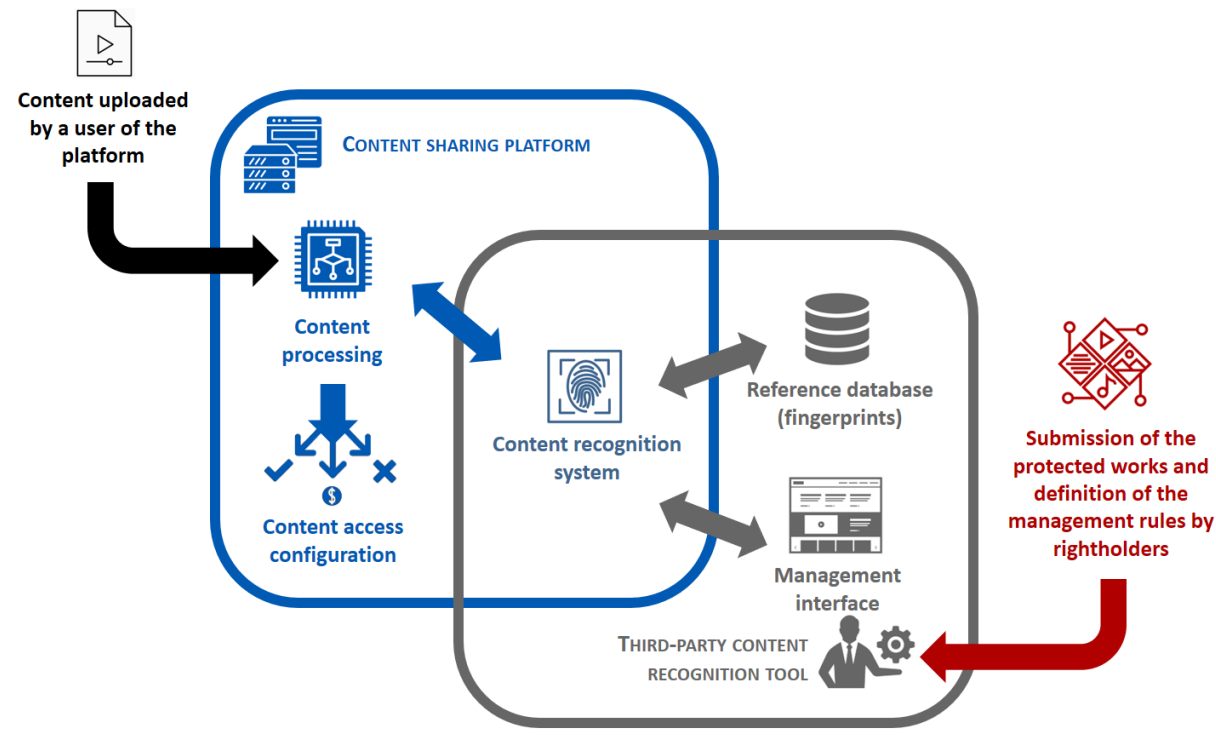 Content uploaded
by a user of the
platform
CONTENT SHARING PLATFORM
Content
processing
Content access
configuration
$
Content recognition
system
Reference database
(fingerprints)
Management
interface
THIRD-PARTY CONTENT
RECOGNITION TOOL
Submission of the
protected works and
definition of the
management rules by
rightholders